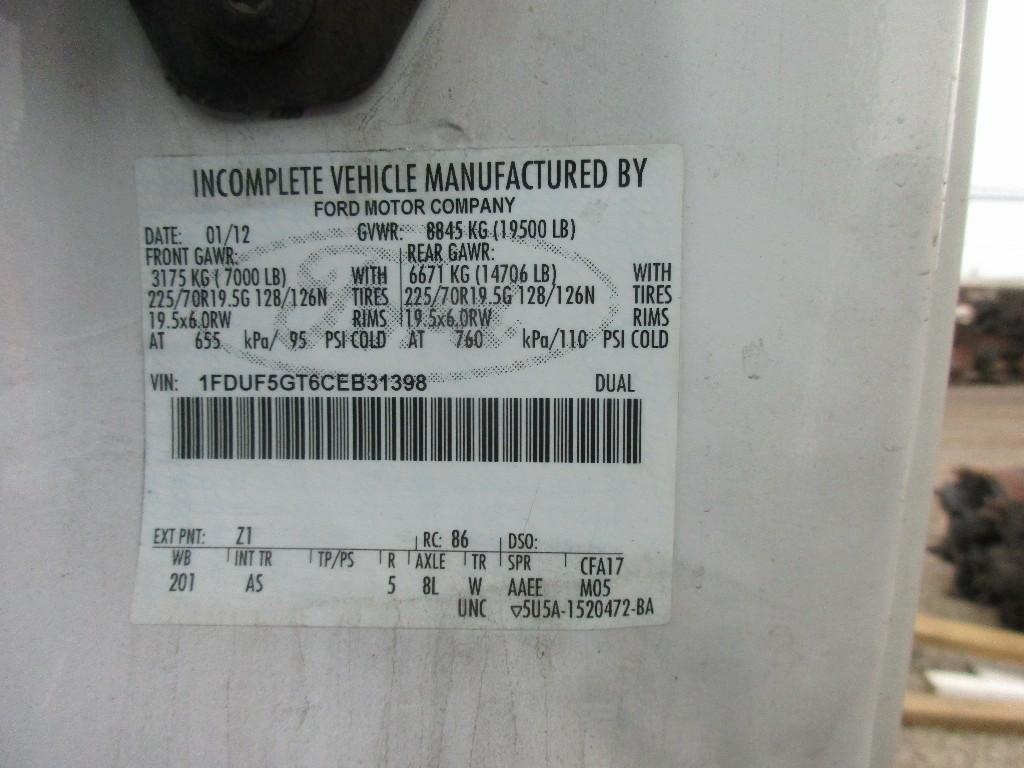 INCOMPLETE VEHICLE MANUFACTURED BY
FORD MOTOR COMPANY
DATE: 01/12 GVWR: 8845 KG (19500 LB)
FRONT GAWR: REAR GAWR:
3175 KG ( 7000 LB) WITH 6671 KG (14706 LB) WITH
225/70R19.5G 128/126N TIRES 225/70R19.5G 128/126N TIRES
19.5x6.0RW RIMS 19.5x6.0RW RIMS
AT 655 kPa/ 95 PSI COLD AT 760 kPa/110 PSI COLD
VIN: 1FDUF5GT6CEB31398 DUAL
EXT PNT: Z1 RC: 86 DSO:
WB INT TR TP/PS R AXLE TR SPR CFA17
201 AS 5 8L W AAEE M05
UNC ▽5U5A-1520472-BA